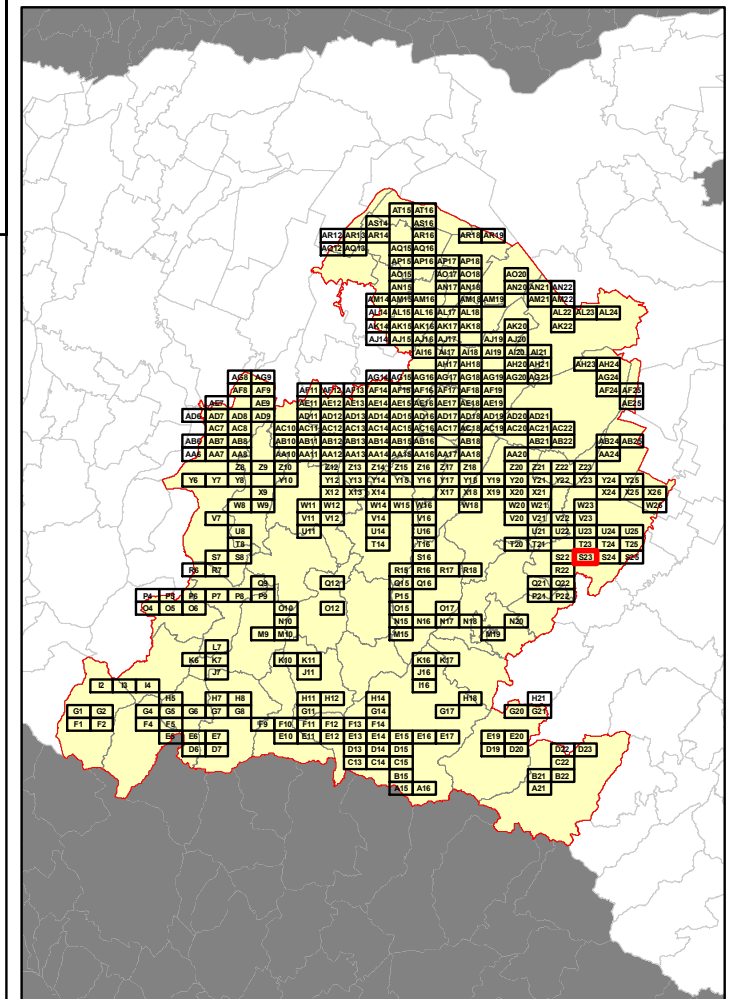 AT15 AT16
AS14 AS16
AR12 AR13 AR14 AR16 AR18 AR19
AQ12 AQ13 AQ15 AQ16
AP15 AP16 AP17 AP18
AO15 AO17 AO18 AO20
AN15 AN17 AN18 AN20 AN21 AN22
AM14 AM15 AM16 AM18 AM19 AM21 AM22
AL14 AL15 AL16 AL17 AL18 AL22 AL23 AL24
AK14 AK15 AK16 AK17 AK18 AK20 AK22
AJ14 AJ15 AJ16 AJ17 AJ19 AJ20
AI16 AI17 AI18 AI19 AI20 AI21
AH17 AH18 AH20 AH21 AH23 AH24
AG8 AG9 AG14 AG15 AG16 AG17 AG18 AG19 AG20 AG21 AG24
AF8 AF9 AF11 AF12 AF13 AF14 AF15 AF16 AF17 AF18 AF19 AF24 AF25
AE7 AE9 AE11 AE12 AE13 AE14 AE15 AE16 AE17 AE18 AE19 AE25
AD6 AD7 AD8 AD9 AD11 AD12 AD13 AD14 AD15 AD16 AD17 AD18 AD19 AD20 AD21
AC7 AC8 AC10 AC11 AC12 AC13 AC14 AC15 AC16 AC17 AC18 AC19 AC20 AC21 AC22
AB6 AB7 AB8 AB10 AB11 AB12 AB13 AB14 AB15 AB16 AB18 AB21 AB22 AB24 AB25
AA6 AA7 AA8 AA10 AA11 AA12 AA13 AA14 AA15 AA16 AA17 AA18 AA20 AA24
Z8 Z9 Z10 Z12 Z13 Z14 Z15 Z16 Z17 Z18 Z20 Z21 Z22 Z23
Y6 Y7 Y8 Y10 Y12 Y13 Y14 Y15 Y16 Y17 Y18 Y19 Y20 Y21 Y22 Y23 Y24 Y25
X9 X12 X13 X14 X17 X18 X19 X20 X21 X24 X25 X26
W8 W9 W11 W12 W14 W15 W16 W18 W20 W21 W23 W26
V7 V11 V12 V14 V16 V20 V21 V22 V23
U8 U11 U14 U16 U21 U22 U23 U24 U25
T8 T14 T16 T20 T21 T23 T24 T25
S7 S8 S16 S22 S23 S24 S25
R6 R7 R15 R16 R17 R18 R22
Q9 Q12 Q15 Q16 Q21 Q22
P4 P5 P6 P7 P8 P9 P15 P21 P22
O4 O5 O6 O10 O12 O15 O17
N10 N15 N16 N17 N18 N20
M9 M10 M15 M19
L7
K6 K7 K10 K11 K16 K17
J7 J11 J16
I2 I3 I4 I16
H5 H7 H8 H11 H12 H14 H18 H21
G1 G2 G4 G5 G6 G7 G8 G11 G17 G20 G21
F1 F2 F4 F5 F9 F10 F11 F12 F13 F14
E5 E6 E7 E10 E11 E12 E13 E14 E15 E16 E17 E19 E20
D6 D7 D13 D14 D15 D19 D20 D22 D23
C13 C14 C15 C22
B15 B21 B22
A15 A16 A21